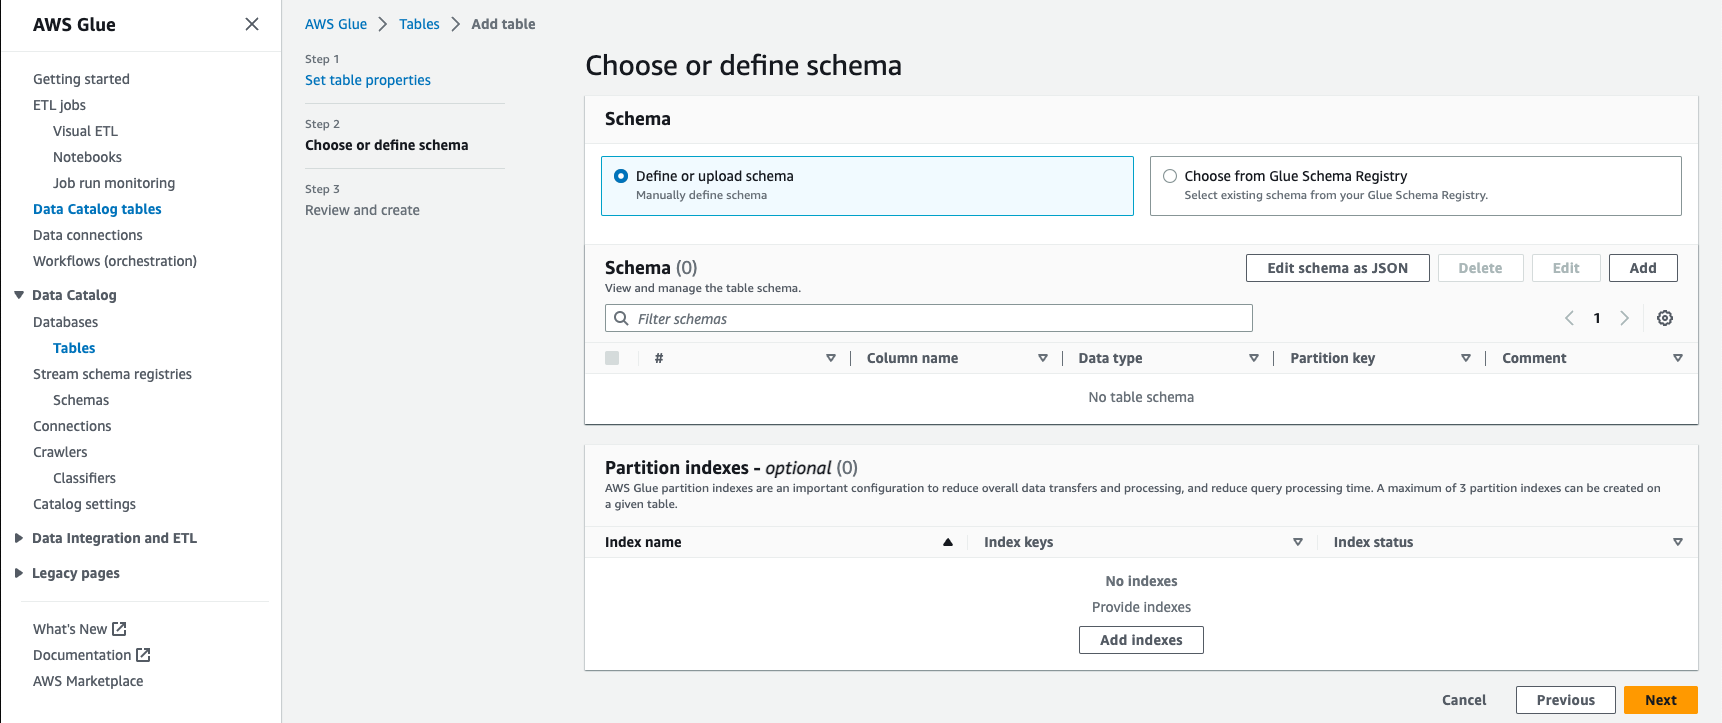 AWS Glue
Getting started
ETL jobs
Visual ETL
Notebooks
Job run monitoring
Data Catalog tables
Data connections
Workflows (orchestration)
Data Catalog
Databases
Tables
Stream schema registries
Schemas
Connections
Crawlers
Classifiers
Catalog settings
Data Integration and ETL
Legacy pages
What's New
Documentation
AWS Marketplace
AWS Glue > Tables > Add table
Step 1
Set table properties
Step 2
Choose or define schema
Step 3
Review and create
Choose or define schema
Schema
Define or upload schema
Manually define schema
Choose from Glue Schema Registry
Select existing schema from your Glue Schema Registry.
Schema (0)
View and manage the table schema.
Edit schema as JSON Delete Edit Add
Filter schemas
1
# Column name Data type Partition key Comment
No table schema
Partition indexes - optional (0)
AWS Glue partition indexes are an important configuration to reduce overall data transfers and processing, and reduce query processing time. A maximum of 3 partition indexes can be created on
a given table.
Index name Index keys Index status
No indexes
Provide indexes
Add indexes
Cancel Previous Next